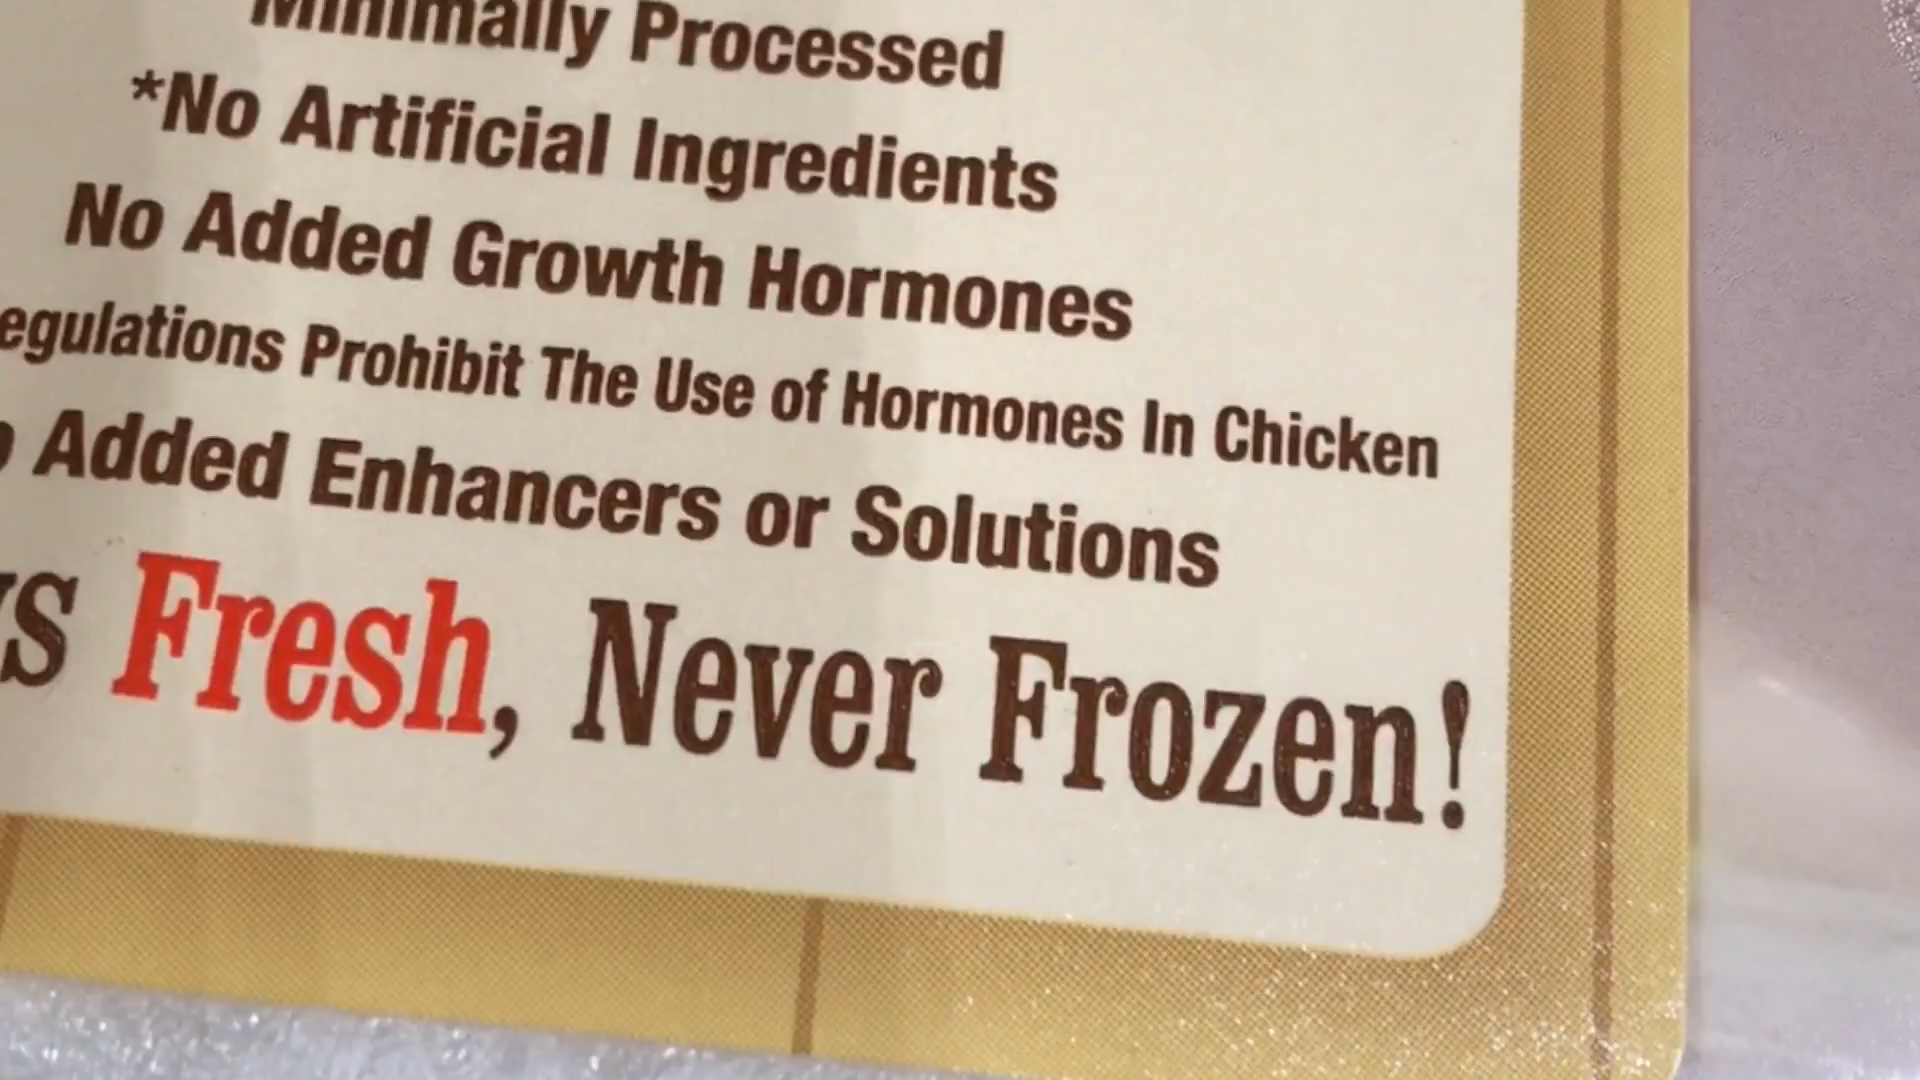 Minimally Processed
*No Artificial Ingredients
No Added Growth Hormones
egulations Prohibit The Use of Hormones In Chicken
Added Enhancers or Solutions
s Fresh, Never Frozen!